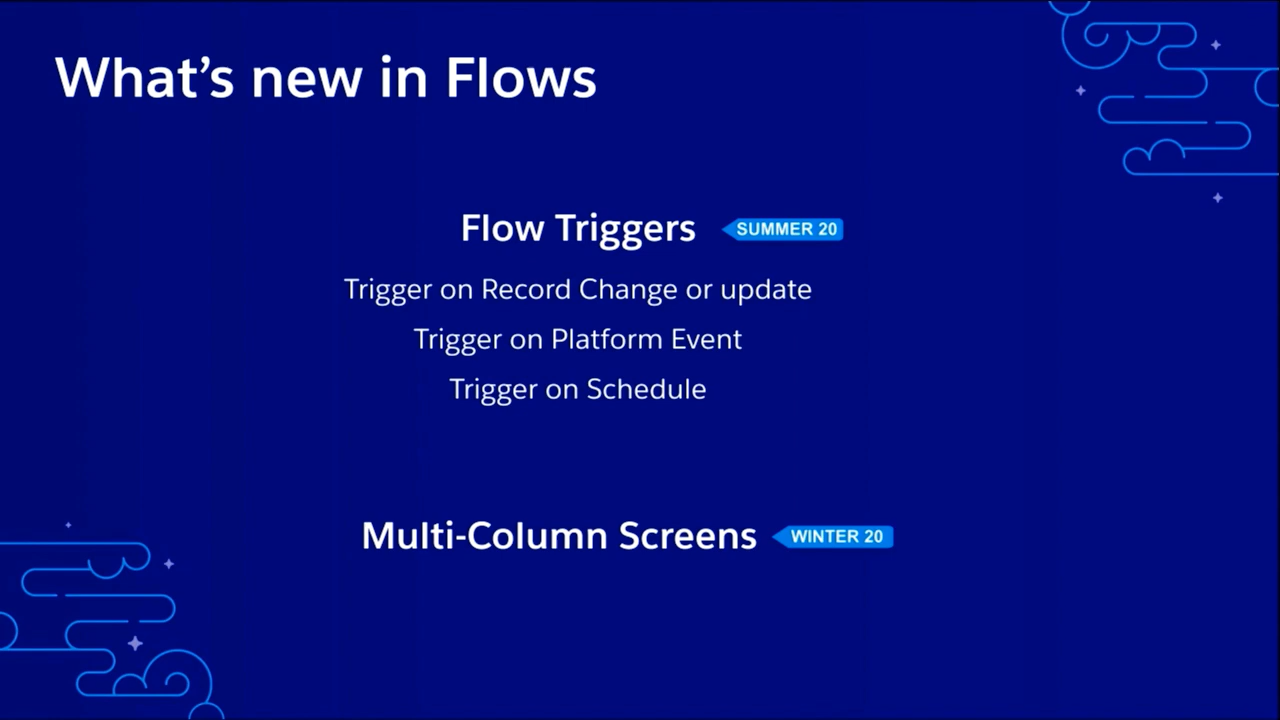 What's new in Flows
Flow Triggers SUMMER 20
Trigger on Record Change or update
Trigger on Platform Event
Trigger on Schedule
Multi-Column Screens WINTER 20